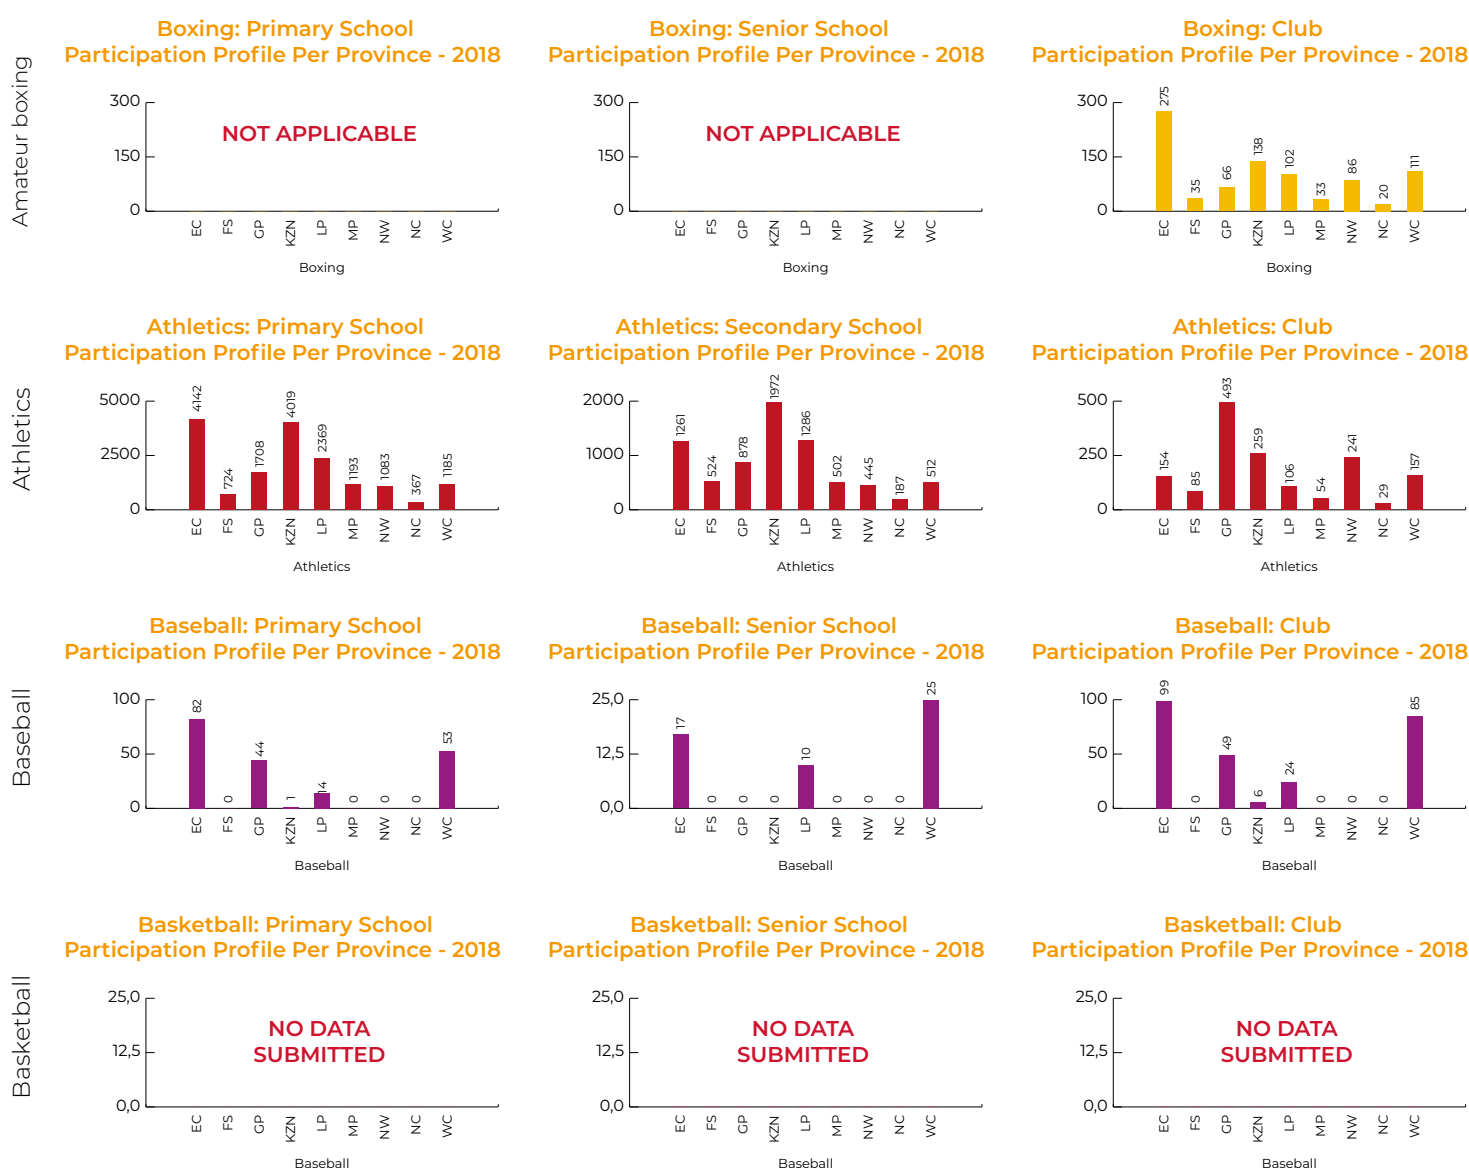 Amateur boxing
Boxing: Primary School
Participation Profile Per Province - 2018
300
150
0
NOT APPLICABLE
EC FS GP KZN LP MP NW NC WC
Boxing
Boxing: Senior School
Participation Profile Per Province - 2018
300
150
0
NOT APPLICABLE
EC FS GP KZN LP MP NW NC WC
Boxing
Boxing: Club
Participation Profile Per Province - 2018
300
150
0
275 35 66 138 102 33 86 20 111
EC FS GP KZN LP MP NW NC WC
Boxing
Athletics
Athletics: Primary School
Participation Profile Per Province - 2018
5000
2500
0
4142 724 1708 4019 2369 1193 1083 367 1185
EC FS GP KZN LP MP NW NC WC
Athletics
Athletics: Secondary School
Participation Profile Per Province - 2018
2000
1000
0
1261 524 878 1972 1286 502 445 187 512
EC FS GP KZN LP MP NW NC WC
Athletics
Athletics: Club
Participation Profile Per Province - 2018
500
250
0
154 85 493 259 106 54 241 29 157
EC FS GP KZN LP MP NW NC WC
Athletics
Baseball
Baseball: Primary School
Participation Profile Per Province - 2018
100
50
0
82 0 44 1 14 0 0 0 53
EC FS GP KZN LP MP NW NC WC
Baseball
Baseball: Senior School
Participation Profile Per Province - 2018
25,0
12,5
0,0
17 0 0 0 10 0 0 0 25
EC FS GP KZN LP MP NW NC WC
Baseball
Baseball: Club
Participation Profile Per Province - 2018
100
50
0
99 0 49 6 24 0 0 0 85
EC FS GP KZN LP MP NW NC WC
Baseball
Basketball
Basketball: Primary School
Participation Profile Per Province - 2018
25,0
12,5
0,0
NO DATA
SUBMITTED
EC FS GP KZN LP MP NW NC WC
Baseball
Basketball: Senior School
Participation Profile Per Province - 2018
25,0
12,5
0,0
NO DATA
SUBMITTED
EC FS GP KZN LP MP NW NC WC
Baseball
Basketball: Club
Participation Profile Per Province - 2018
25,0
12,5
0,0
NO DATA
SUBMITTED
EC FS GP KZN LP MP NW NC WC
Baseball